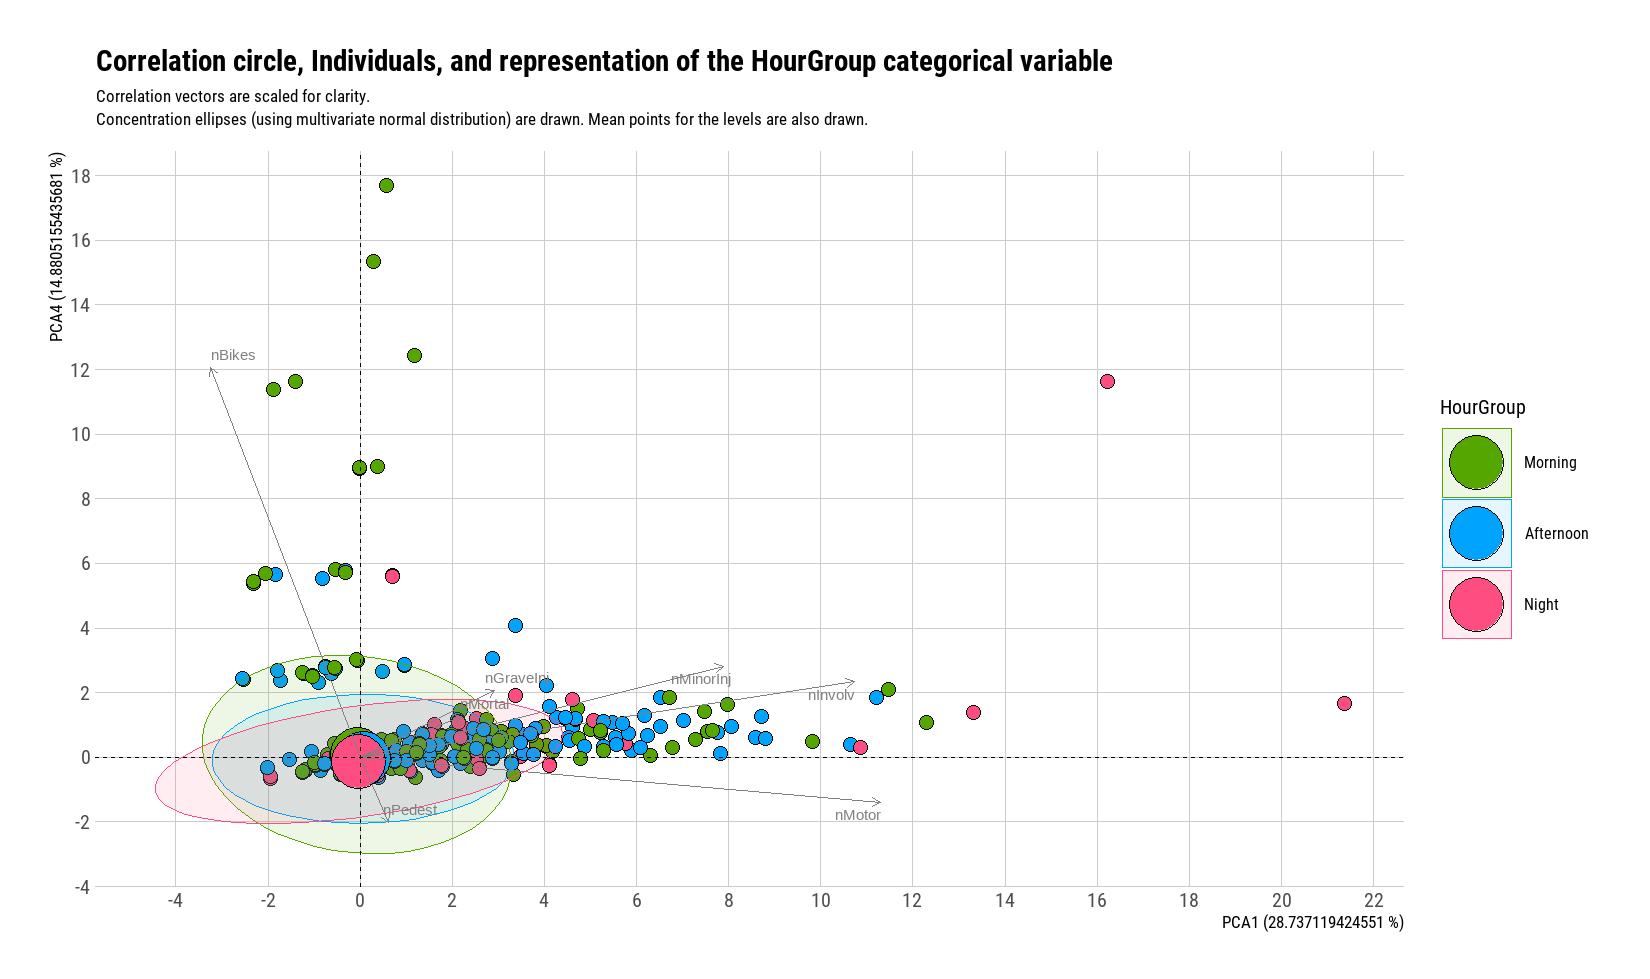 Correlation circle, Individuals, and representation of the HourGroup categorical variable
Correlation vectors are scaled for clarity.
Concentration ellipses (using multivariate normal distribution) are drawn. Mean points for the levels are also drawn.
PCA4 (14.8805155435681 %)
18
16
14
12
10
8
6
4
2
0
-2
-4
nBikes
nGraveInj
nMortal
nMinorInj
nInvolv
nPedest
nMotor
-4 -2 0 2 4 6 8 10 12 14 16 18 20 22
PCA1 (28.737119424551 %)
HourGroup
Morning
Afternoon
Night